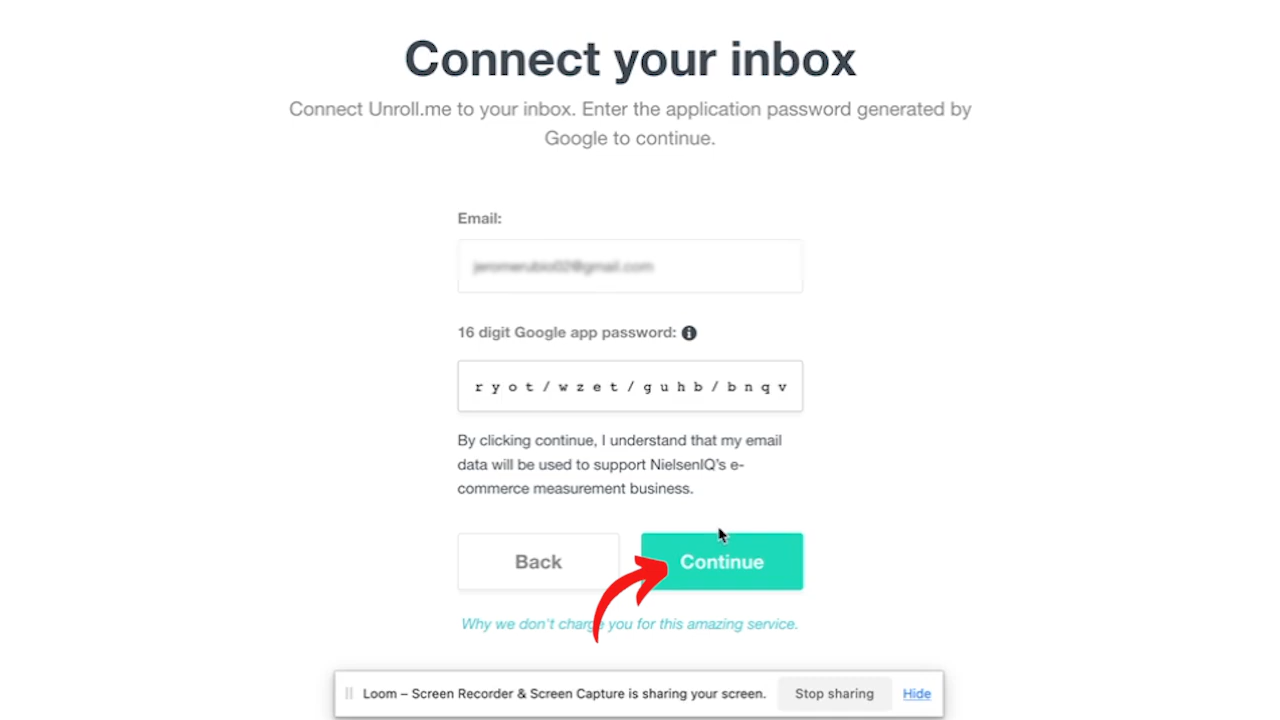 Connect your inbox
Connect Unroll.me to your inbox. Enter the application password generated by
Google to continue.
Email:
16 digit Google app password:
r y o t / w z e t / g u h b / b n q v
By clicking continue, I understand that my email
data will be used to support NielsenIQ's e-
commerce measurement business.
Back
Continue
Why we don't charge you for this amazing service.
Loom – Screen Recorder & Screen Capture is sharing your screen.
Stop sharing
Hide